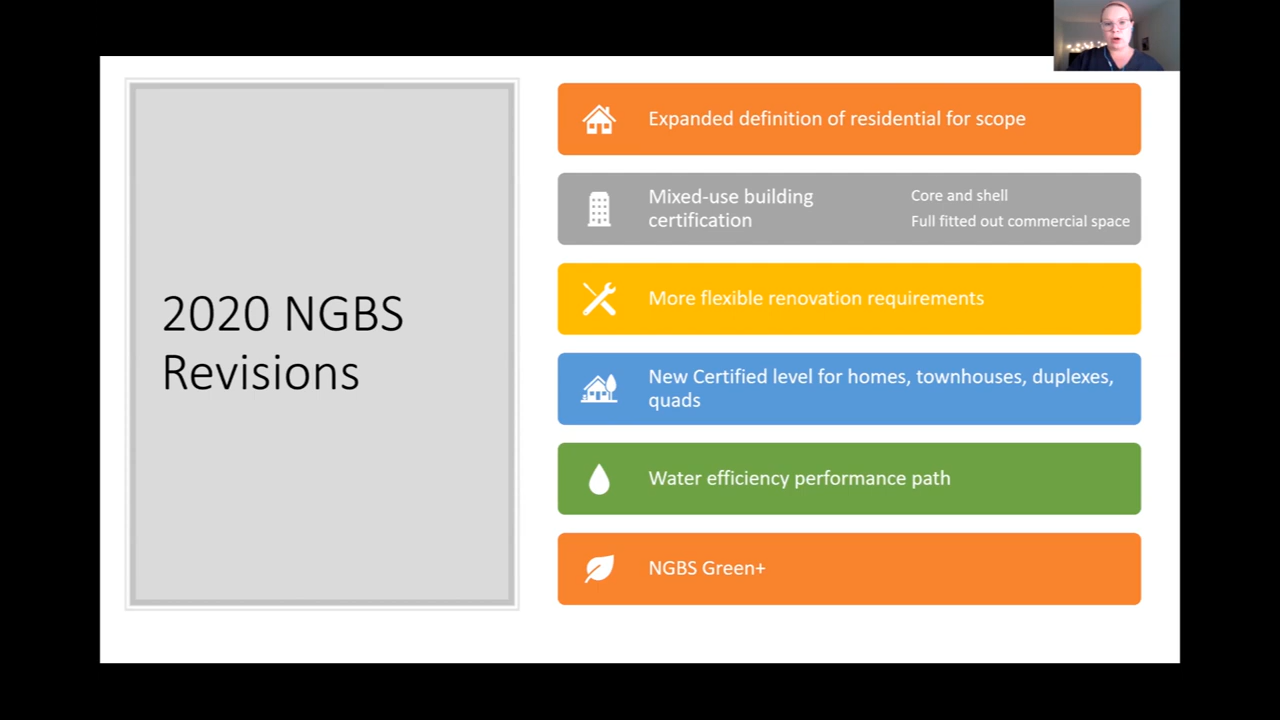 2020 NGBS
Revisions
Expanded definition of residential for scope
Mixed-use building
certification
Core and shell
Full fitted out commercial space
More flexible renovation requirements
New Certified level for homes, townhouses, duplexes,
quads
Water efficiency performance path
NGBS Green+